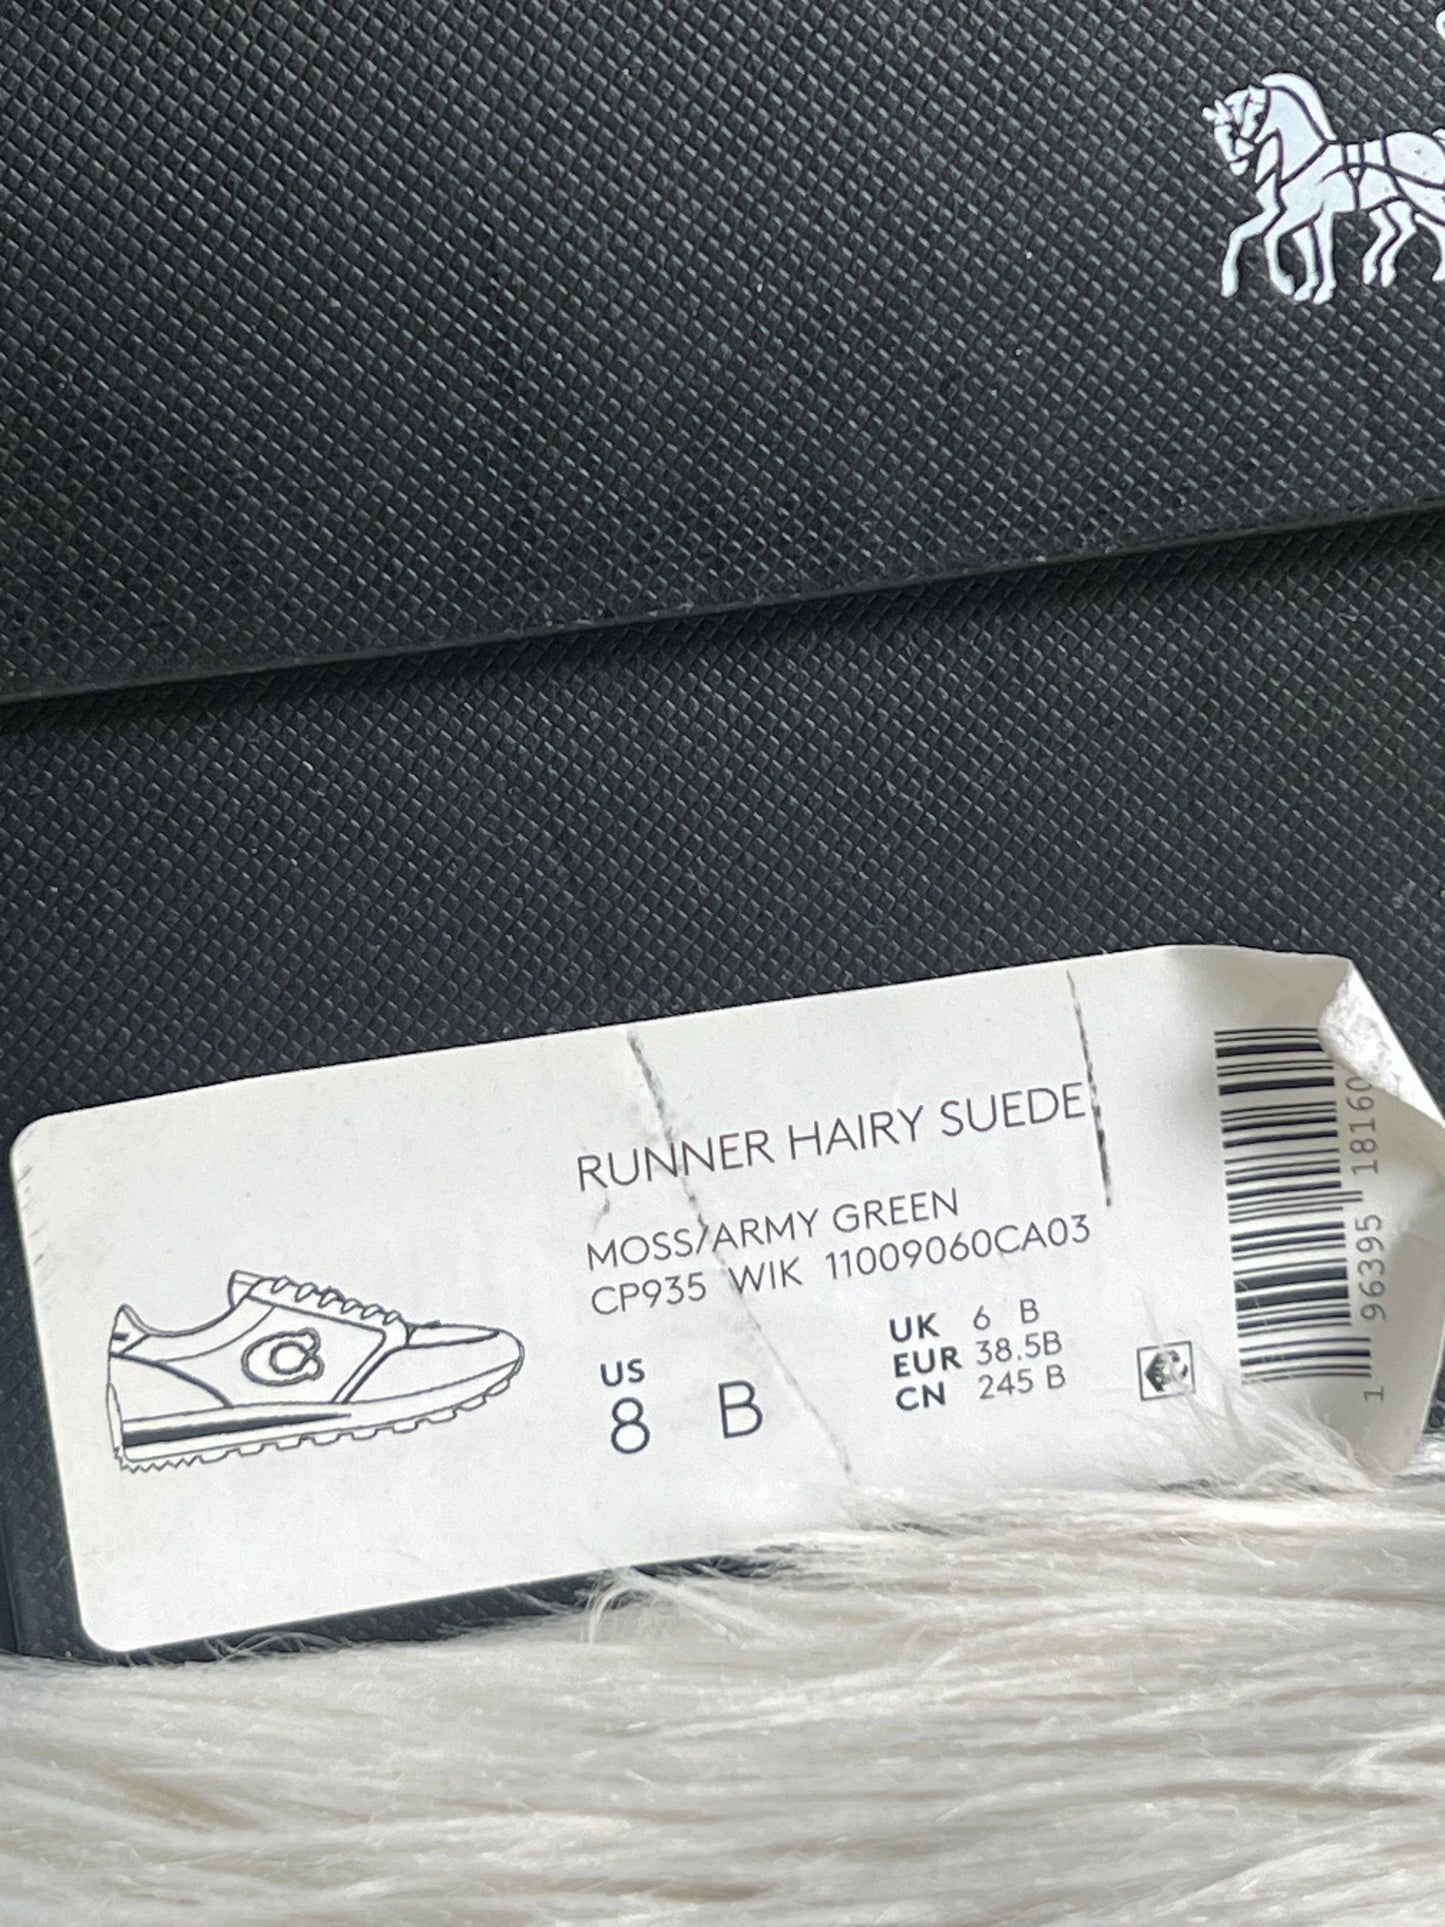 RUNNER HAIRY SUEDE
MOSS/ARMY GREEN
CP935 WIK 11009060CA03
US
8 B
UK 6 B
EUR 38.5B
CN 245 B
1 96395 18160